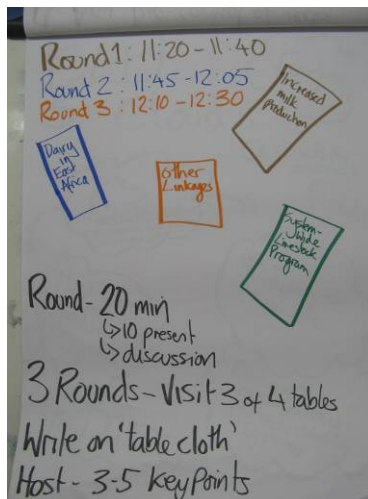 Round 1: 11:20 - 11:40
Round 2: 11:45 - 12:05
Round 3: 12:10 - 12:30
Increased
milk
Production
Dairy
in
East
Africa
other
Linkages
System-
Wide
Livestock
Program
Round - 20 min
↳10 present
↳discussion
3 Rounds - Visit 3 of 4 tables
Write on 'table cloth'
Host - 3-5 key points